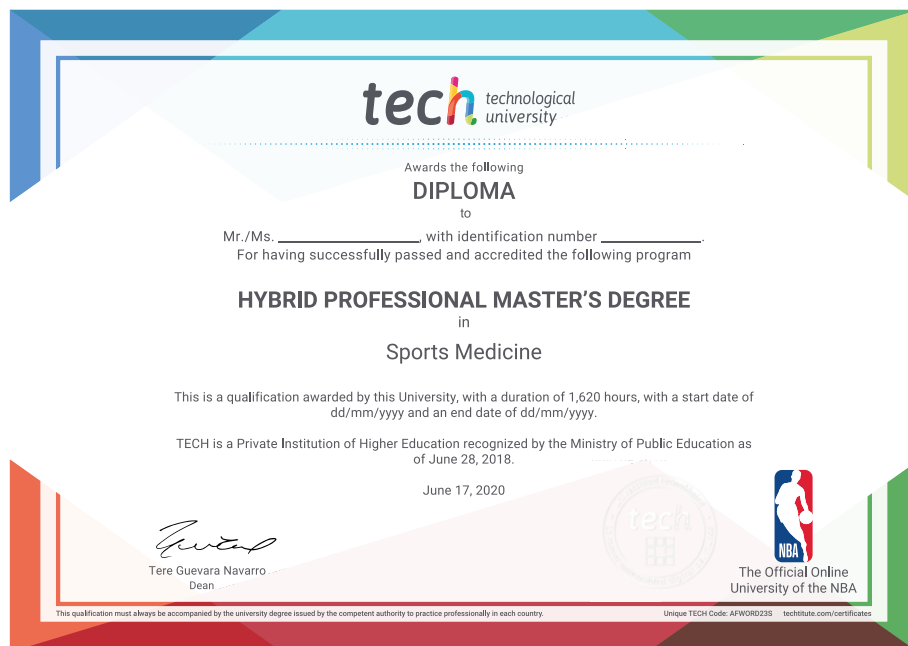 tech technological
university
Awards the following
DIPLOMA
to
Mr./Ms. ____________, with identification number ____________.
For having successfully passed and accredited the following program
HYBRID PROFESSIONAL MASTER'S DEGREE
in
Sports Medicine
This is a qualification awarded by this University, with a duration of 1,620 hours, with a start date of
dd/mm/yyyy and an end date of dd/mm/yyyy.
TECH is a Private Institution of Higher Education recognized by the Ministry of Public Education as
of June 28, 2018.
June 17, 2020
tech
NBA
Tere Guevara Navarro
Dean
The Official Online
University of the NBA
This qualification must always be accompanied by the university degree issued by the competent authority to practice professionally in each country.
Unique TECH Code: AFWORD23S techtitute.com/certificates